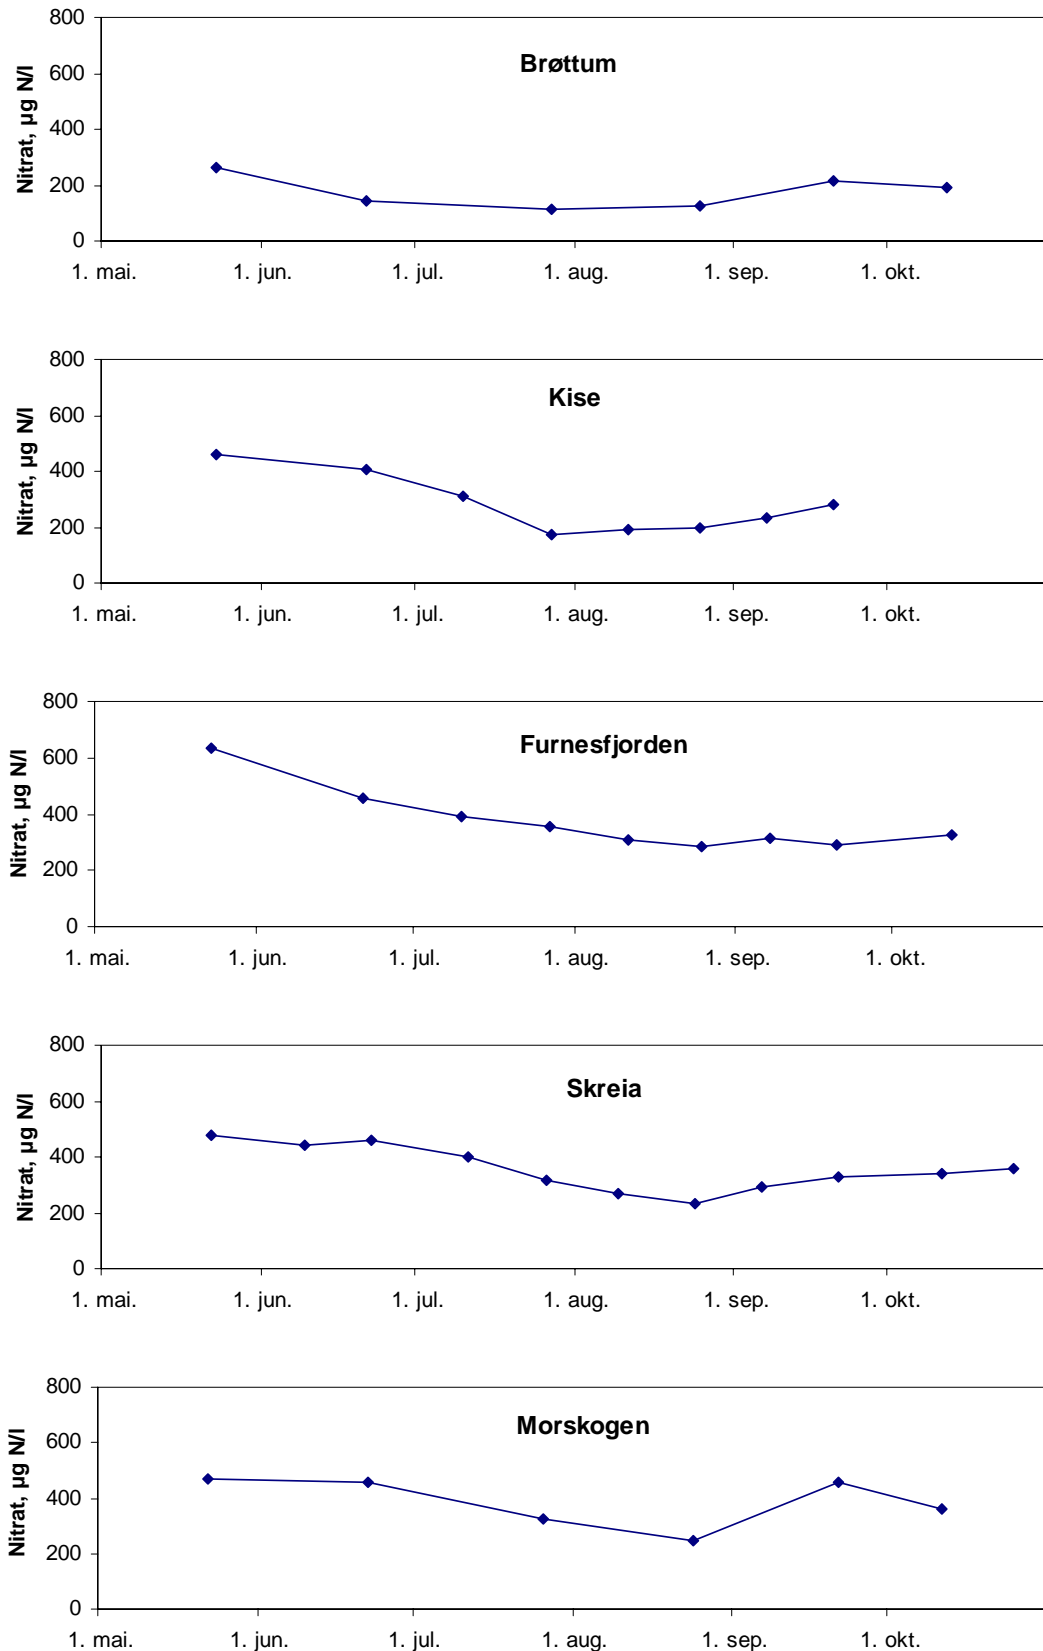 800
Brøttum
600
400
200
0
Nitrat, µg N/l
1. mai. 1. jun. 1. jul. 1. aug. 1. sep. 1. okt.
800
Kise
600
400
200
0
Nitrat, µg N/l
1. mai. 1. jun. 1. jul. 1. aug. 1. sep. 1. okt.
800
Furnesfjorden
600
400
200
0
Nitrat, µg N/l
1. mai. 1. jun. 1. jul. 1. aug. 1. sep. 1. okt.
800
Skreia
600
400
200
0
Nitrat, µg N/l
1. mai. 1. jun. 1. jul. 1. aug. 1. sep. 1. okt.
800
Morskogen
600
400
200
0
Nitrat, µg N/l
1. mai. 1. jun. 1. jul. 1. aug. 1. sep. 1. okt.